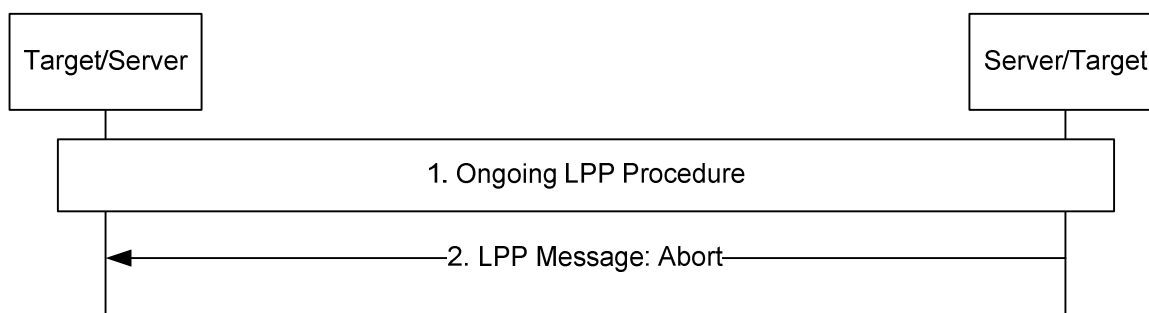 Target/Server
Server/Target
1. Ongoing LPP Procedure
2. LPP Message: Abort